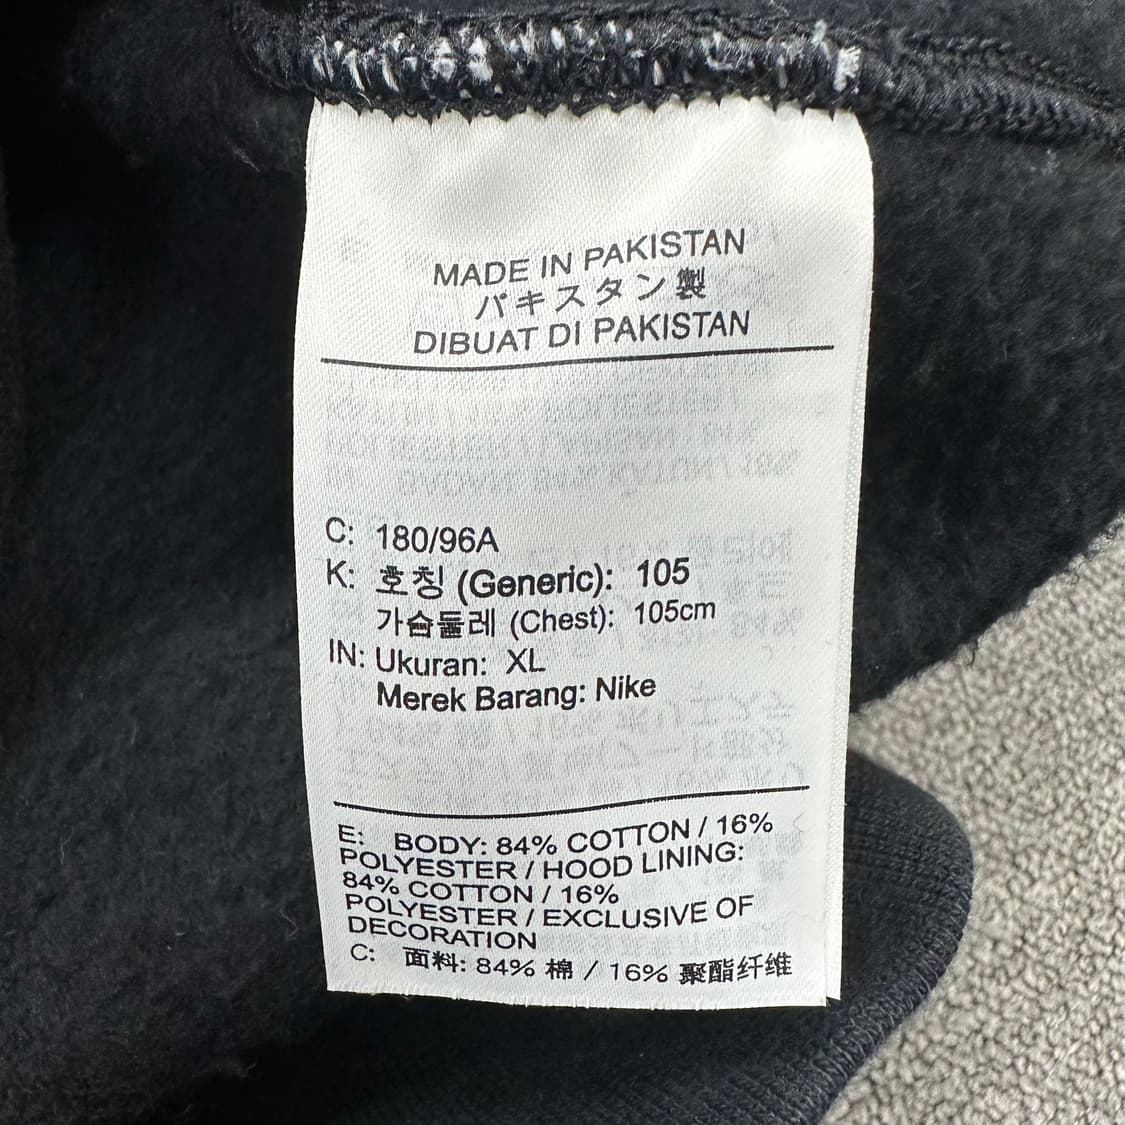 MADE IN PAKISTAN
パキスタン製
DIBUAT DI PAKISTAN
C: 180/96A
K: 호칭 (Generic): 105
가슴둘레 (Chest): 105cm
IN: Ukuran: XL
Merek Barang: Nike
E: BODY: 84% COTTON / 16%
POLYESTER / HOOD LINING:
84% COTTON / 16%
POLYESTER / EXCLUSIVE OF
DECORATION
C: 面料: 84% 棉 / 16% 聚酯纤维